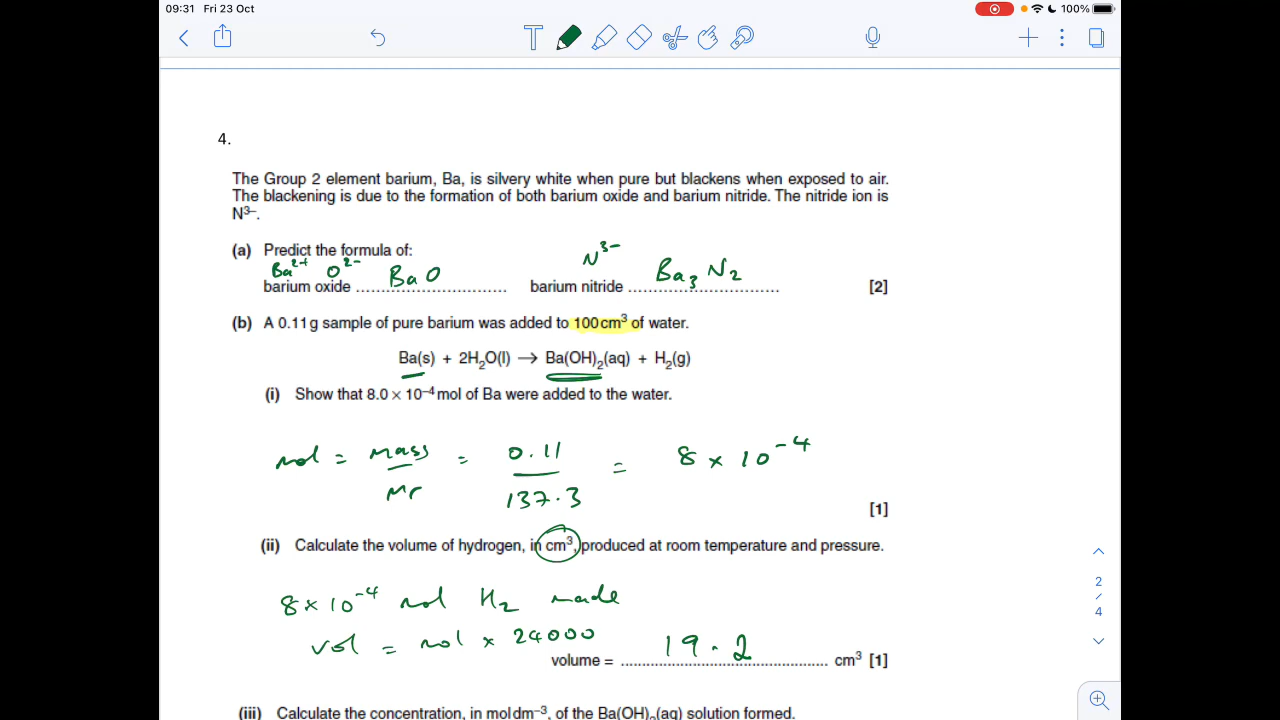 09:31 Fri 23 Oct 100%
4.
The Group 2 element barium, Ba, is silvery white when pure but blackens when exposed to air.
The blackening is due to the formation of both barium oxide and barium nitride. The nitride ion is
N³⁻.
(a) Predict the formula of:
Ba²⁺ O²⁻ BaO N³⁻ Ba₃N₂
barium oxide .................................. barium nitride .................................. [2]
(b) A 0.11 g sample of pure barium was added to 100 cm³ of water.
Ba(s) + 2H₂O(l) → Ba(OH)₂(aq) + H₂(g)
(i) Show that 8.0 × 10⁻⁴ mol of Ba were added to the water.
mol = mass/Mr = 0.11/137.3 = 8 × 10⁻⁴
[1]
(ii) Calculate the volume of hydrogen, in cm³, produced at room temperature and pressure.
8 × 10⁻⁴ mol H₂ made
vol = mol × 24000
volume = 19.2 cm³ [1]
2/4
(iii) Calculate the concentration, in mol dm⁻³, of the Ba(OH)₂(aq) solution formed.